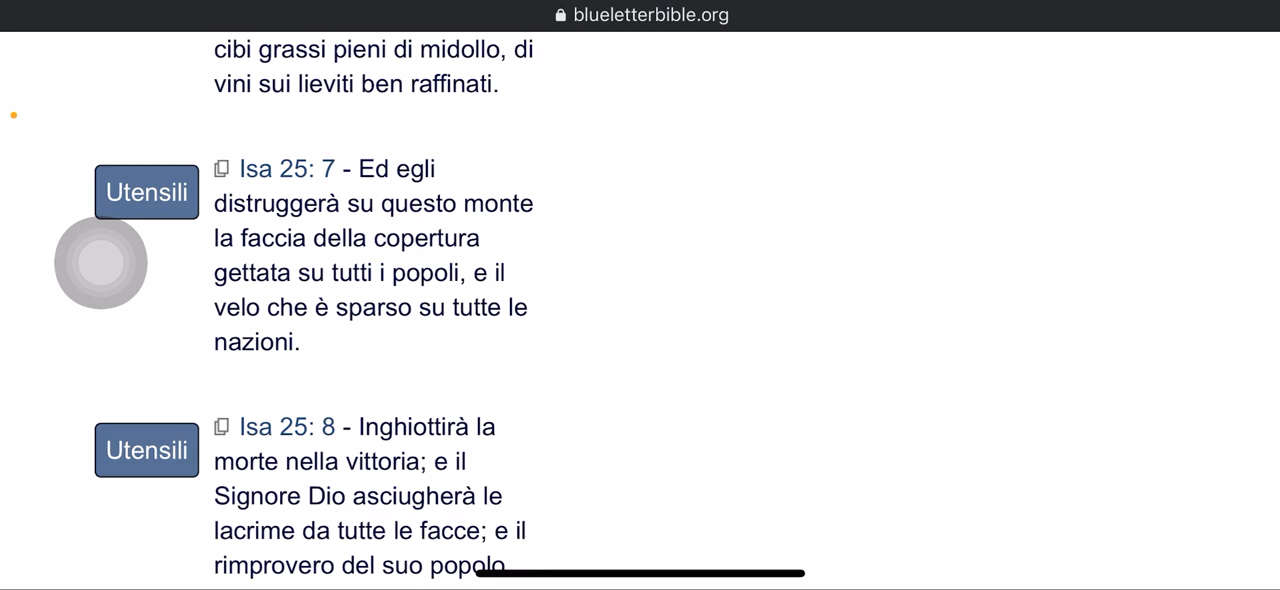 blueletterbible.org
cibi grassi pieni di midollo, di
vini sui lieviti ben raffinati.
Utensili
Isa 25: 7 - Ed egli
distruggerà su questo monte
la faccia della copertura
gettata su tutti i popoli, e il
velo che è sparso su tutte le
nazioni.
Utensili
Isa 25: 8 - Inghiottirà la
morte nella vittoria; e il
Signore Dio asciugherà le
lacrime da tutte le facce; e il
rimprovero del suo popolo